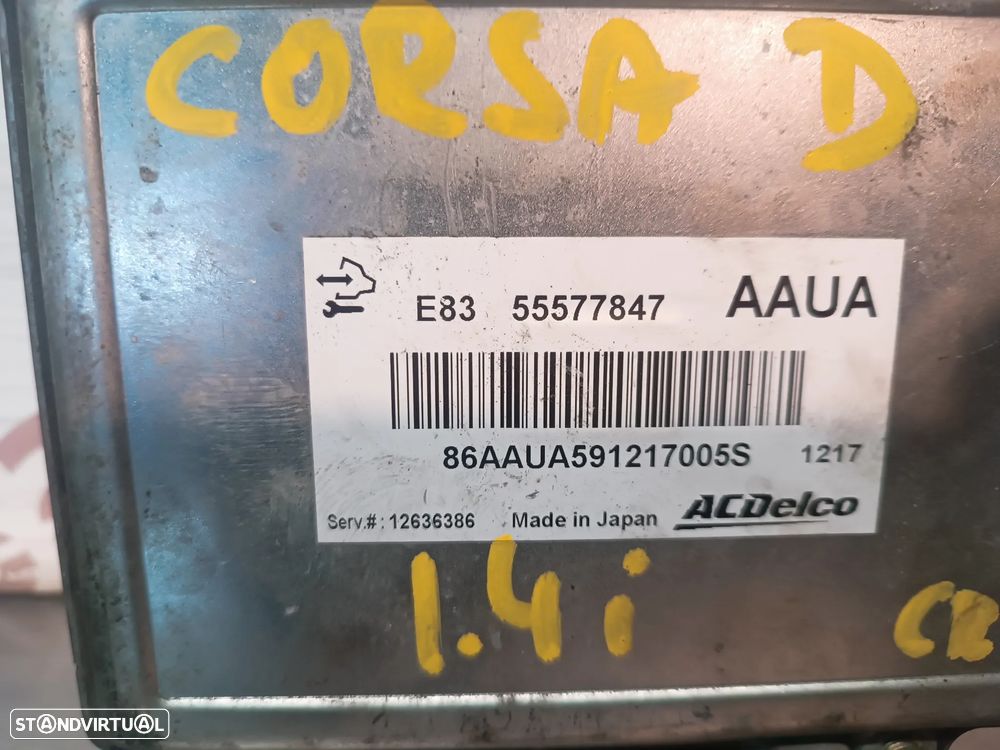 CORSA D
E83 55577847 AAUA
86AAUA591217005S 1217
Serv.#: 12636386 Made in Japan ACDelco
1.4i
STANDVIRTUAL